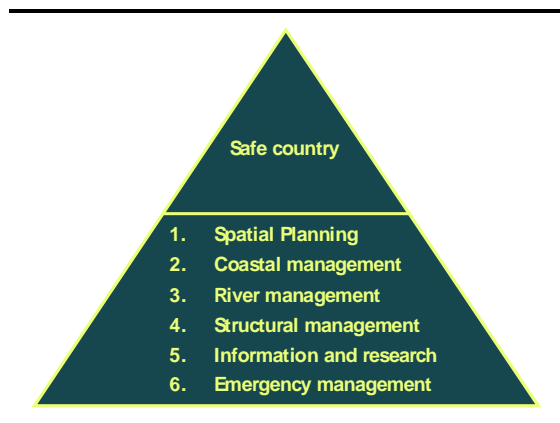 Safe country
1. Spatial Planning
2. Coastal management
3. River management
4. Structural management
5. Information and research
6. Emergency management